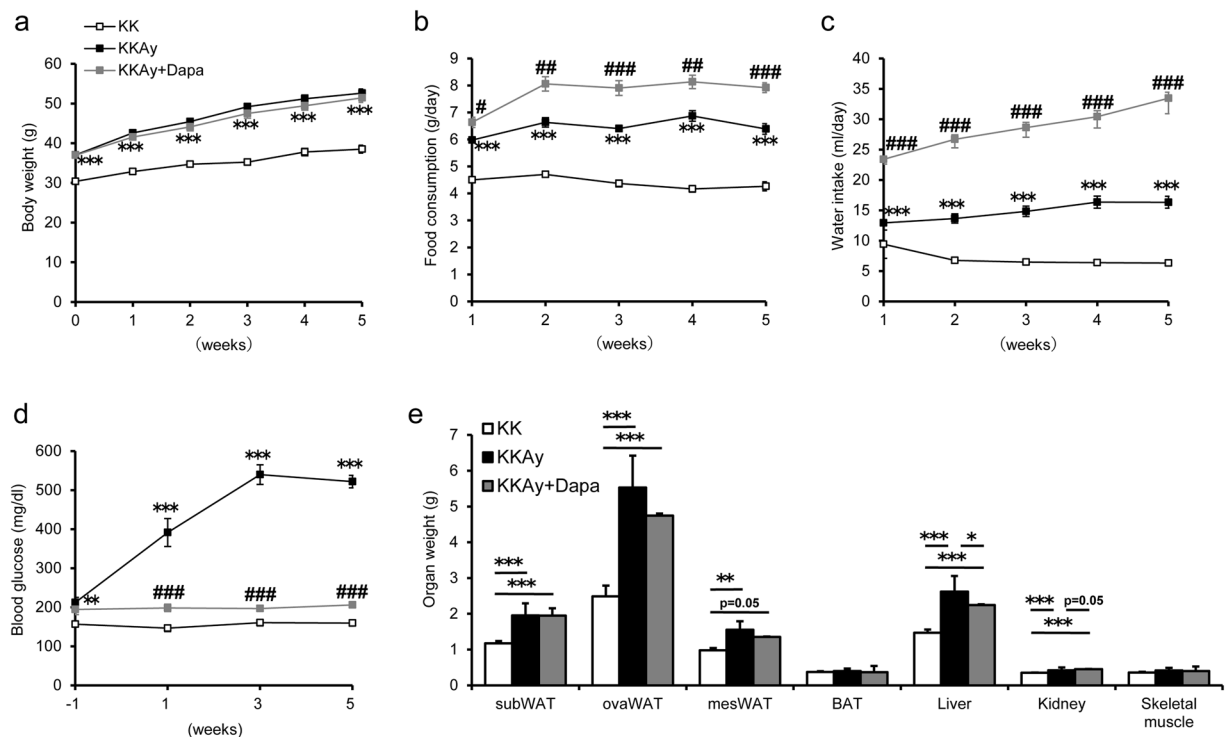 a
KK
KKAy
KKAy+Dapa
Body weight (g)
70
60
50
40
30
20
10
0
*** *** *** *** *** ***
0 1 2 3 4 5
(weeks)
b
Food consumption (g/day)
9
8
7
6
5
4
3
2
1
0
# ## ### ## ###
*** *** *** *** ***
1 2 3 4 5
(weeks)
c
Water intake (ml/day)
40
35
30
25
20
15
10
5
0
### ### ### ### ###
*** *** *** *** ***
1 2 3 4 5
(weeks)
d
Blood glucose (mg/dl)
600
500
400
300
200
100
0
** *** *** ***
### ### ###
-1 1 3 5
(weeks)
e
KK
KKAy
KKAy+Dapa
Organ weight (g)
7
6
5
4
3
2
1
0
***
***
***
***
**
p=0.05
*** *
***
*** p=0.05
***
subWAT ovaWAT mesWAT BAT Liver Kidney Skeletal
muscle